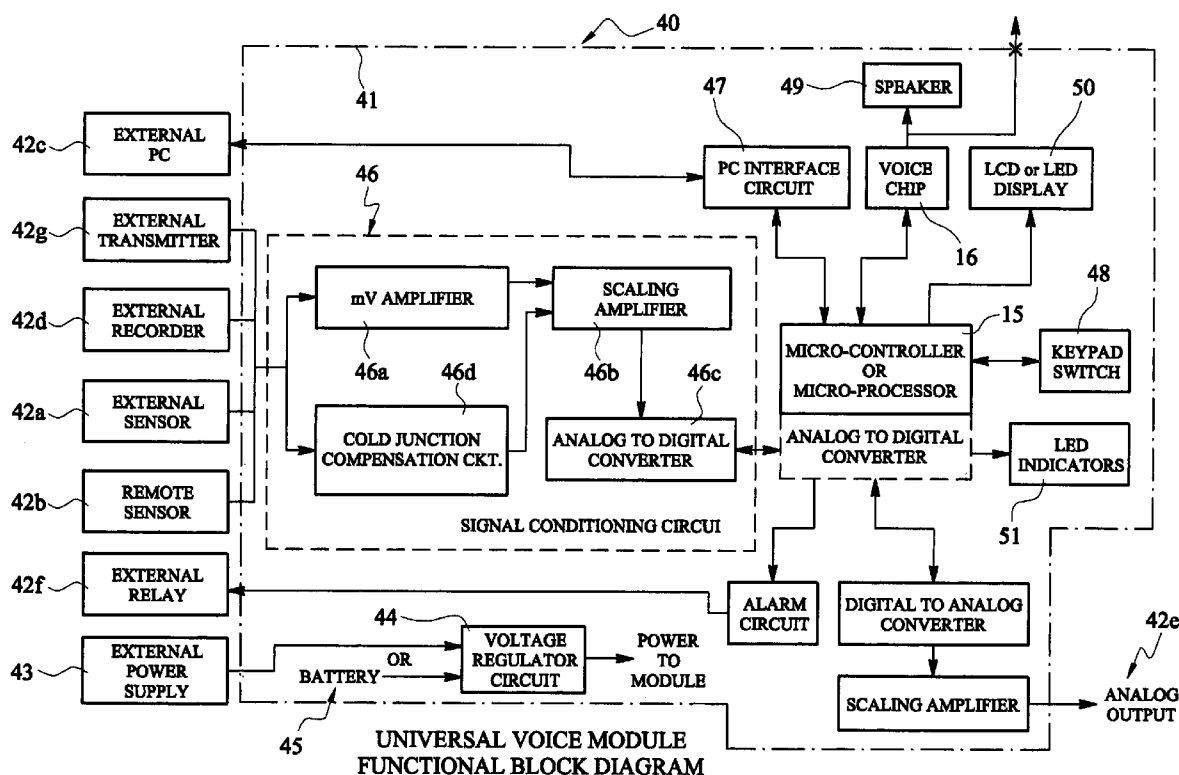 40
41
49
SPEAKER
47
50
42c
EXTERNAL
PC
PC INTERFACE
CIRCUIT
VOICE
CHIP
LCD or LED
DISPLAY
46
16
42g
EXTERNAL
TRANSMITTER
48
mV AMPLIFIER
SCALING
AMPLIFIER
42d
EXTERNAL
RECORDER
15
46a
46d
46b
46c
MICRO-CONTROLLER
OR
MICRO-PROCESSOR
KEYPAD
SWITCH
42a
EXTERNAL
SENSOR
COLD JUNCTION
COMPENSATION CKT.
ANALOG TO DIGITAL
CONVERTER
ANALOG TO DIGITAL
CONVERTER
LED
INDICATORS
42b
REMOTE
SENSOR
SIGNAL CONDITIONING CIRCUI
51
42f
EXTERNAL
RELAY
ALARM
CIRCUIT
DIGITAL TO ANALOG
CONVERTER
44
42e
43
EXTERNAL
POWER
SUPPLY
OR
BATTERY
VOLTAGE
REGULATOR
CIRCUIT
POWER
TO
MODULE
SCALING AMPLIFIER
ANALOG
OUTPUT
45
UNIVERSAL VOICE MODULE
FUNCTIONAL BLOCK DIAGRAM